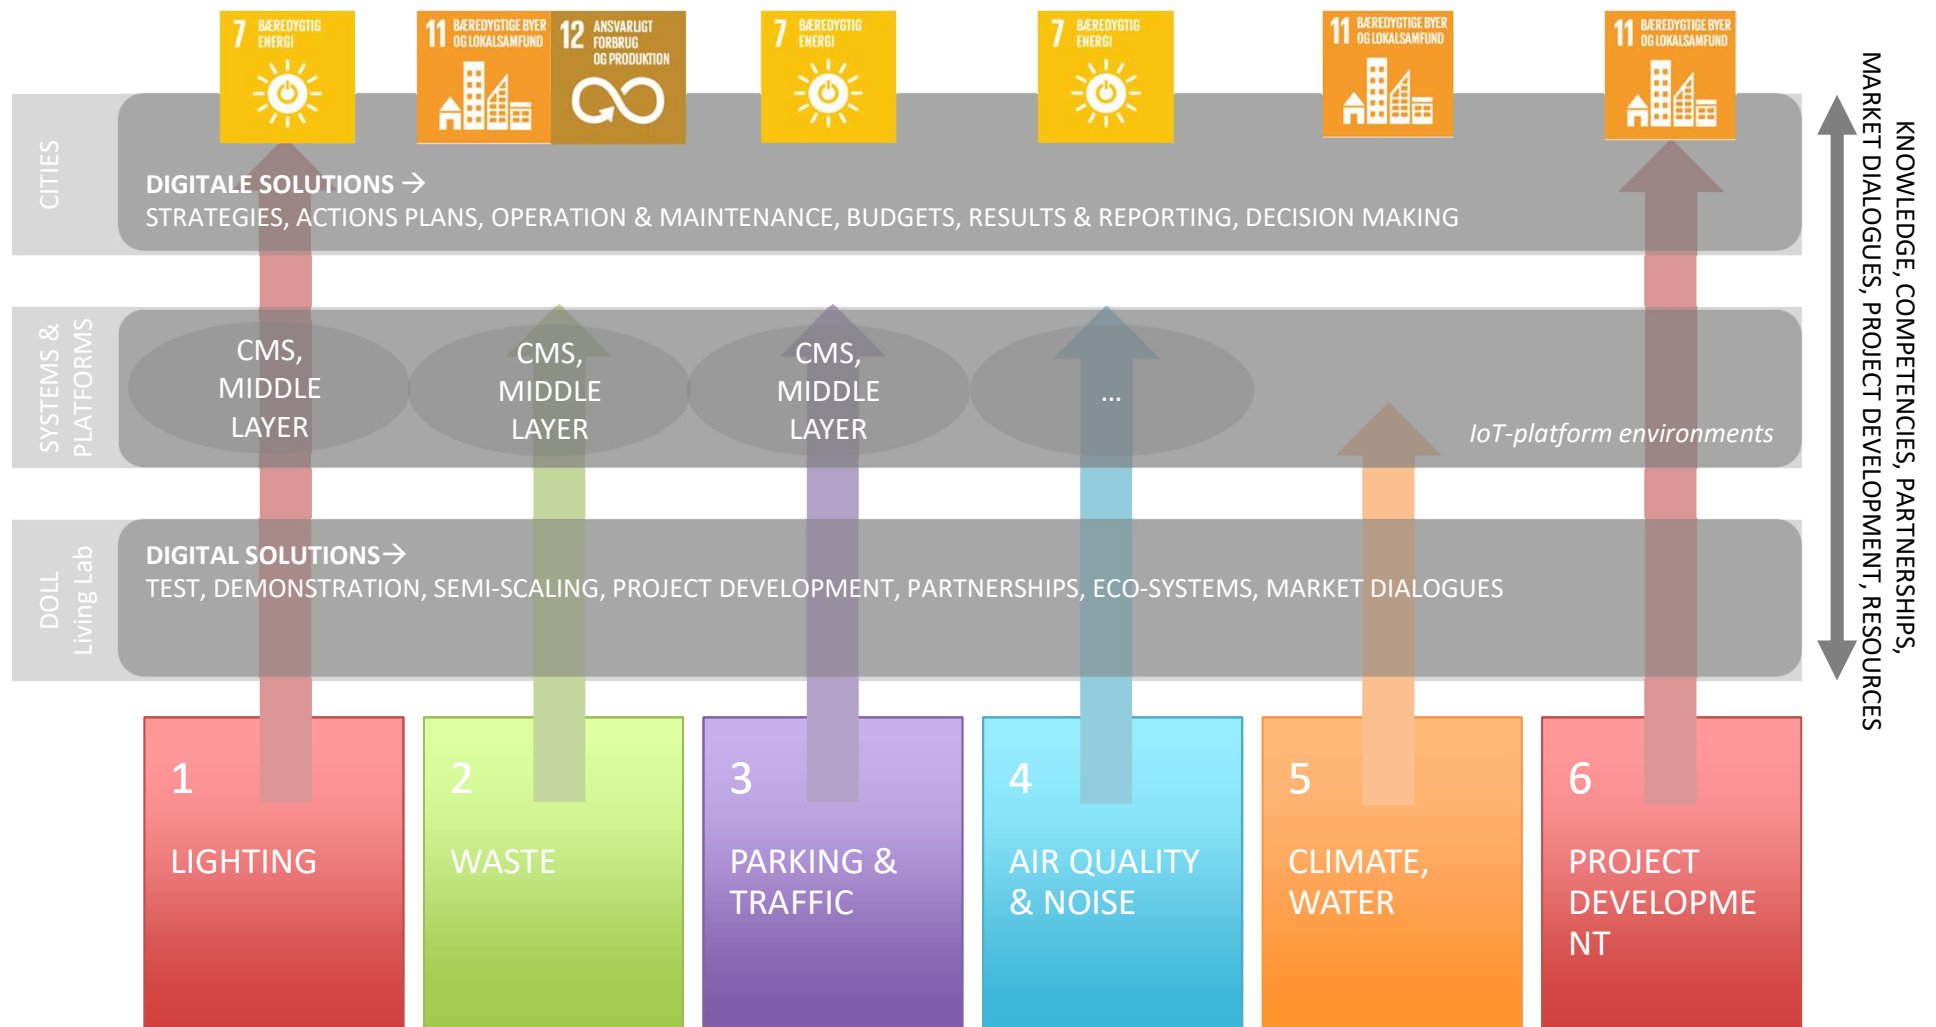 7 BÆREDYGTIG
ENERGI
11 BÆREDYGTIGE BYER
OG LOKALSAMFUND
12 ANSVARLIGT
FORBRUG
OG PRODUKTION
7 BÆREDYGTIG
ENERGI
7 BÆREDYGTIG
ENERGI
11 BÆREDYGTIGE BYER
OG LOKALSAMFUND
11 BÆREDYGTIGE BYER
OG LOKALSAMFUND
CITIES
DIGITALE SOLUTIONS →
STRATEGIES, ACTIONS PLANS, OPERATION & MAINTENANCE, BUDGETS, RESULTS & REPORTING, DECISION MAKING
SYSTEMS &
PLATFORMS
CMS,
MIDDLE
LAYER
CMS,
MIDDLE
LAYER
CMS,
MIDDLE
LAYER
...
IoT-platform environments
DOLL
Living Lab
DIGITAL SOLUTIONS→
TEST, DEMONSTRATION, SEMI-SCALING, PROJECT DEVELOPMENT, PARTNERSHIPS, ECO-SYSTEMS, MARKET DIALOGUES
KNOWLEDGE, COMPETENCIES, PARTNERSHIPS,
MARKET DIALOGUES, PROJECT DEVELOPMENT, RESOURCES
1
LIGHTING
2
WASTE
3
PARKING &
TRAFFIC
4
AIR QUALITY
& NOISE
5
CLIMATE,
WATER
6
PROJECT
DEVELOPME
NT